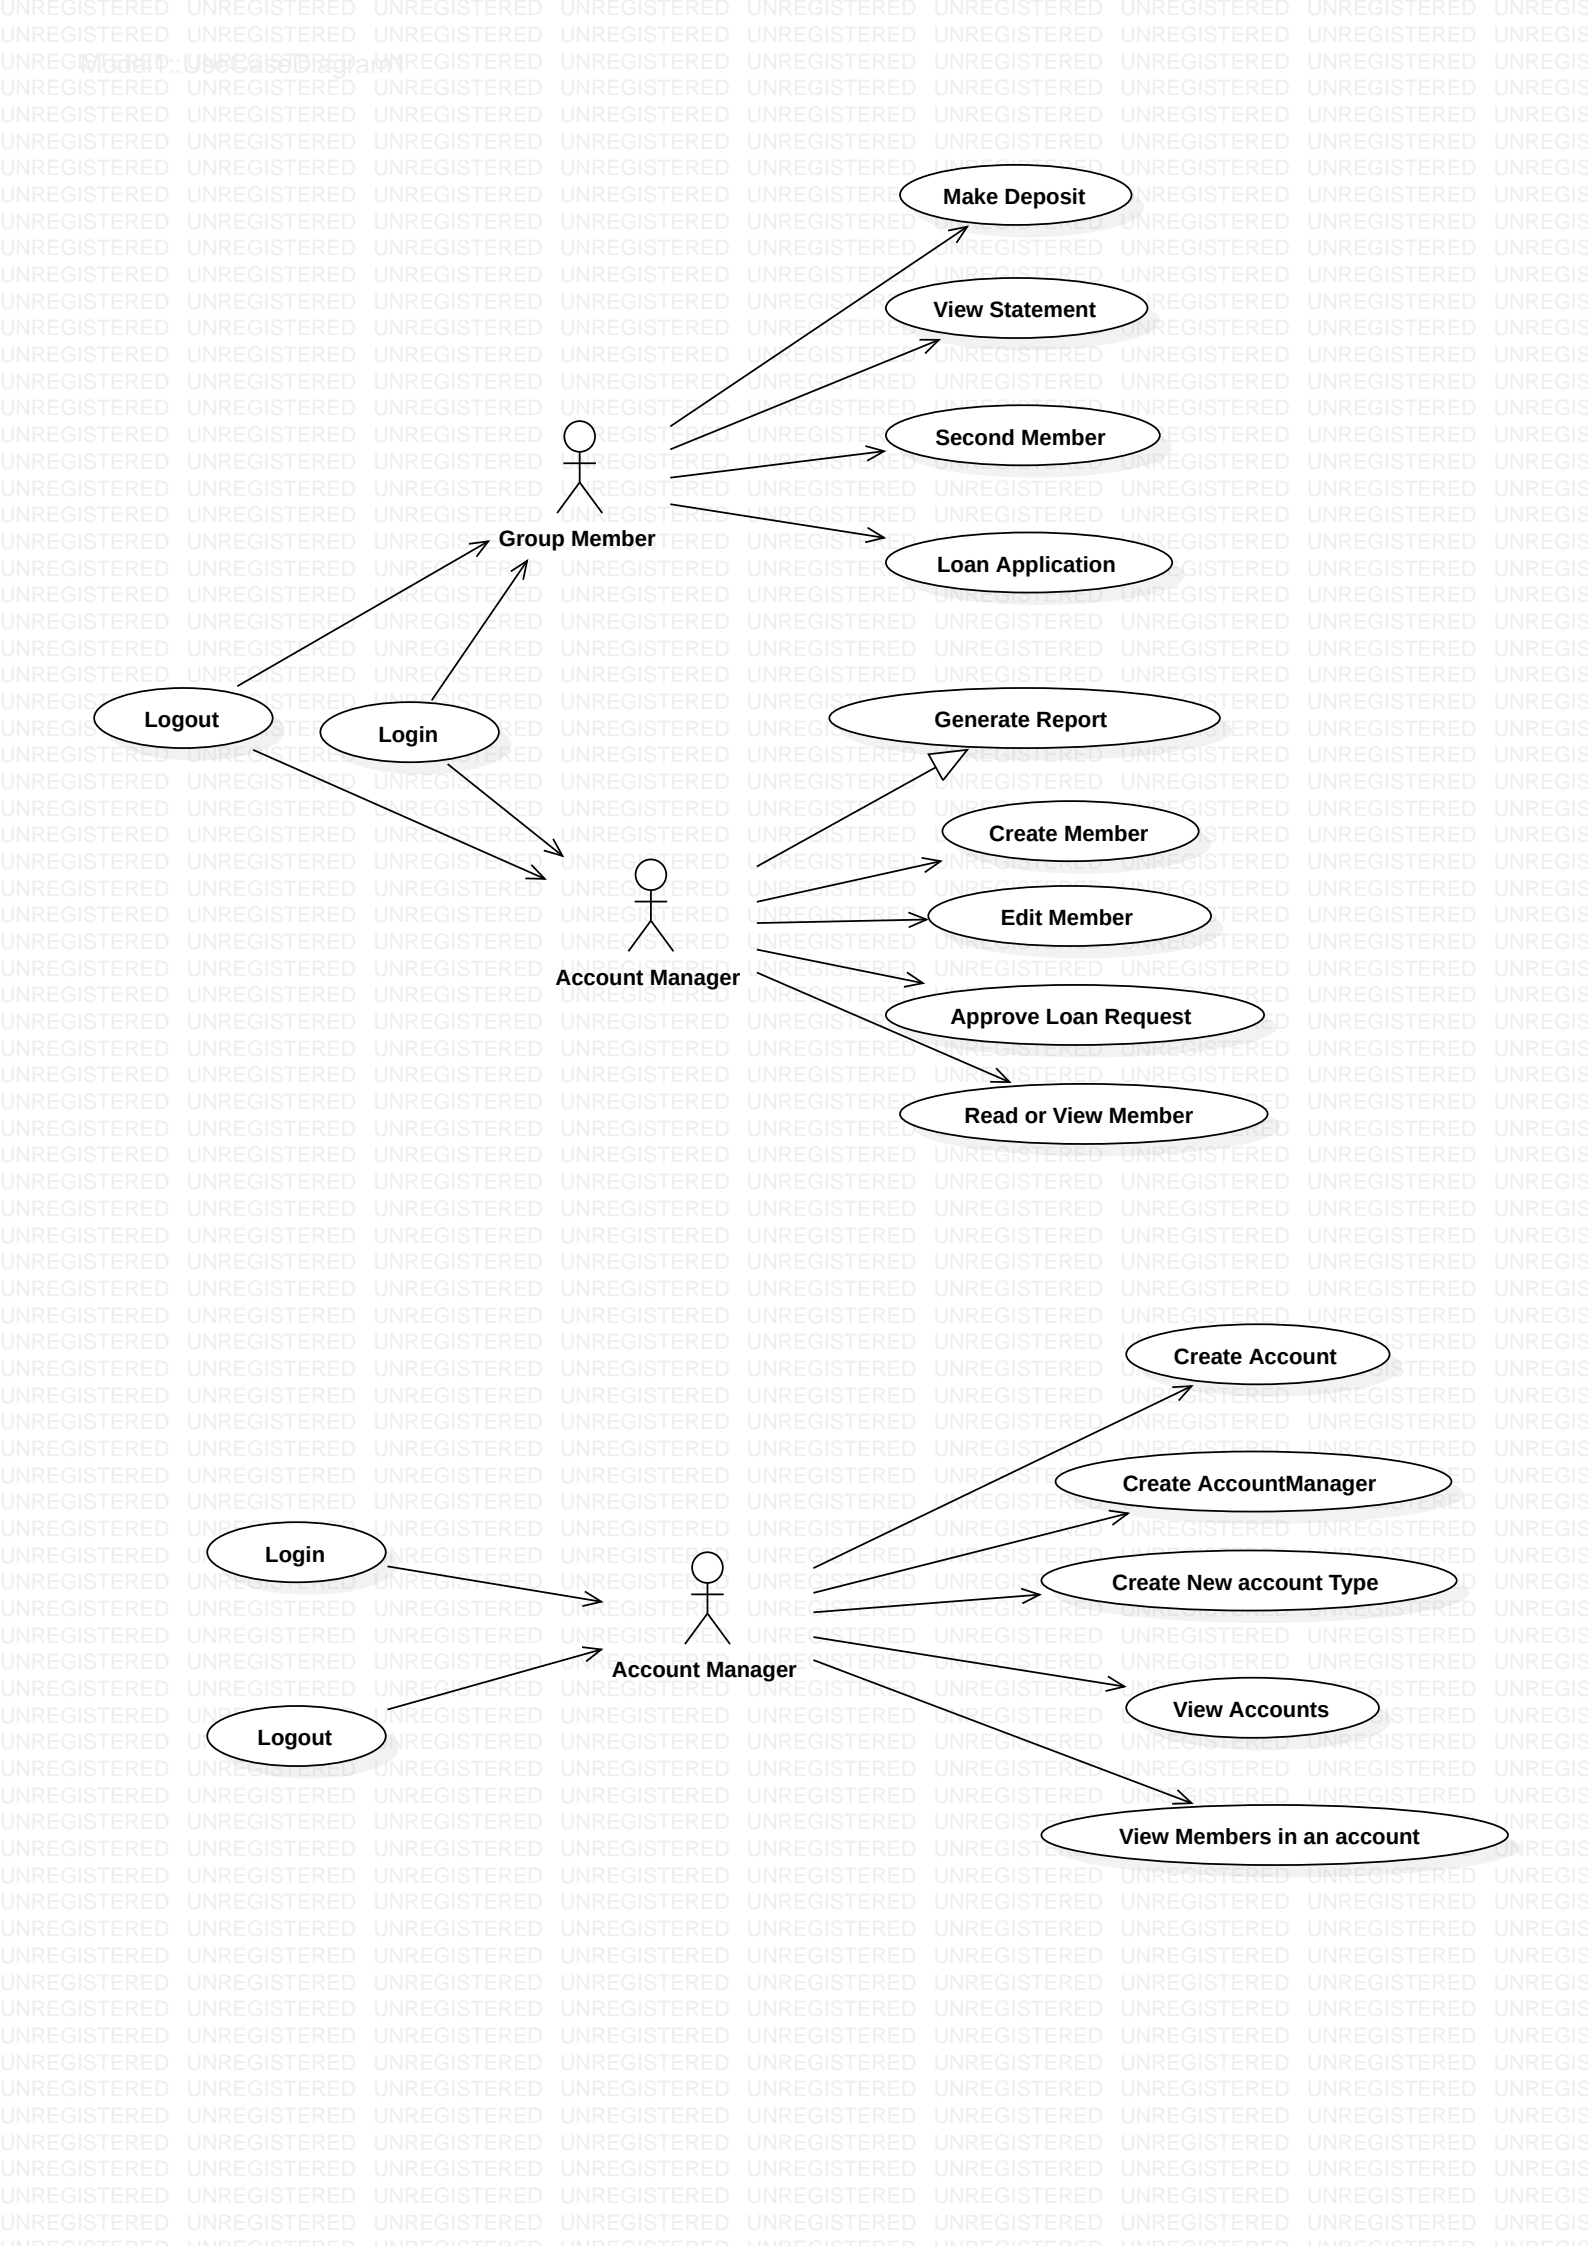 Model1::UseCaseDiagram1
Make Deposit
View Statement
Second Member
Group Member
Loan Application
Logout
Login
Generate Report
Create Member
Edit Member
Account Manager
Approve Loan Request
Read or View Member
Create Account
Create AccountManager
Login
Create New account Type
Account Manager
View Accounts
Logout
View Members in an account
UNREGISTERED